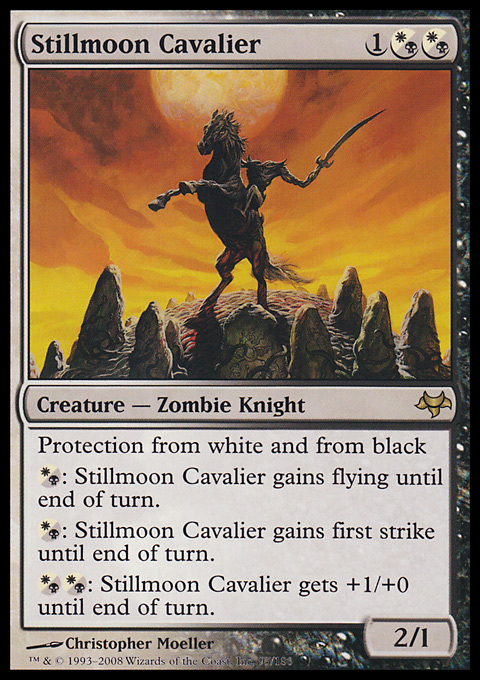 Stillmoon Cavalier 1
Creature — Zombie Knight
Protection from white and from black
: Stillmoon Cavalier gains flying until
end of turn.
: Stillmoon Cavalier gains first strike
until end of turn.
: Stillmoon Cavalier gets +1/+0
until end of turn.
Christopher Moeller
2/1
™ & © 1993–2008 Wizards of the Coast, Inc.